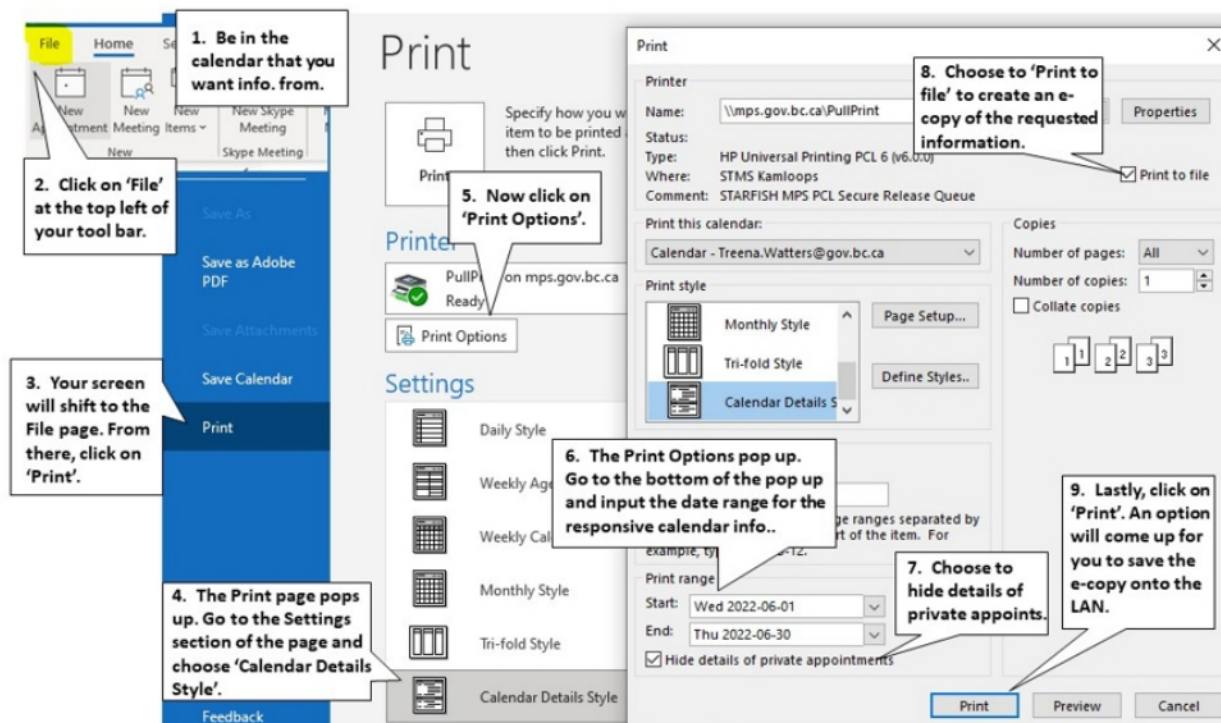 File
Home
1. Be in the
calendar that you
want info. from.
New
New
New
New Skype
Meeting
Items
Meeting
New
Skype Meeting
2. Click on ‘File’
at the top left of
your tool bar.
Save As
Save as Adobe
PDF
Save Attachments
Save Calendar
3. Your screen
will shift to the
File page. From
there, click on
‘Print’.
Print
Feedback
Print
Specify how you w
item to be printed
then click Print.
Print
5. Now click on
‘Print Options’.
Printer
on mps.gov.bc.ca
Ready
Print Options
Settings
Daily Style
Weekly
Weekly
Monthly Style
Tri-fold Style
Calendar Details Style
4. The Print page pops
up. Go to the Settings
section of the page and
choose ‘Calendar Details
Style’.
Print
Printer
Name: \\mps.gov.bc.ca\PullPrint
Properties
Status:
Type: HP Universal Printing PCL 6 (v6.0.0)
Where: STMS Kamloops
Comment: STARFISH MPS PCL Secure Release Queue
8. Choose to ‘Print to
file’ to create an e-
copy of the requested
information.
Print to file
Print this calendar:
Calendar - Treena.Watters@gov.bc.ca
Print style
Monthly Style
Tri-fold Style
Calendar Details S
Page Setup...
Define Styles..
Copies
Number of pages: All
Number of copies: 1
Collate copies
1 1 2 2 3 3
6. The Print Options pop up.
Go to the bottom of the pop up
and input the date range for the
responsive calendar info..
ge ranges separated by
rt of the item. For
example, ty -12.
Print range
Start: Wed 2022-06-01
End: Thu 2022-06-30
Hide details of private appointments
7. Choose to
hide details of
private appoints.
9. Lastly, click on
‘Print’. An option
will come up for
you to save the
e-copy onto the
LAN.
Print
Preview
Cancel